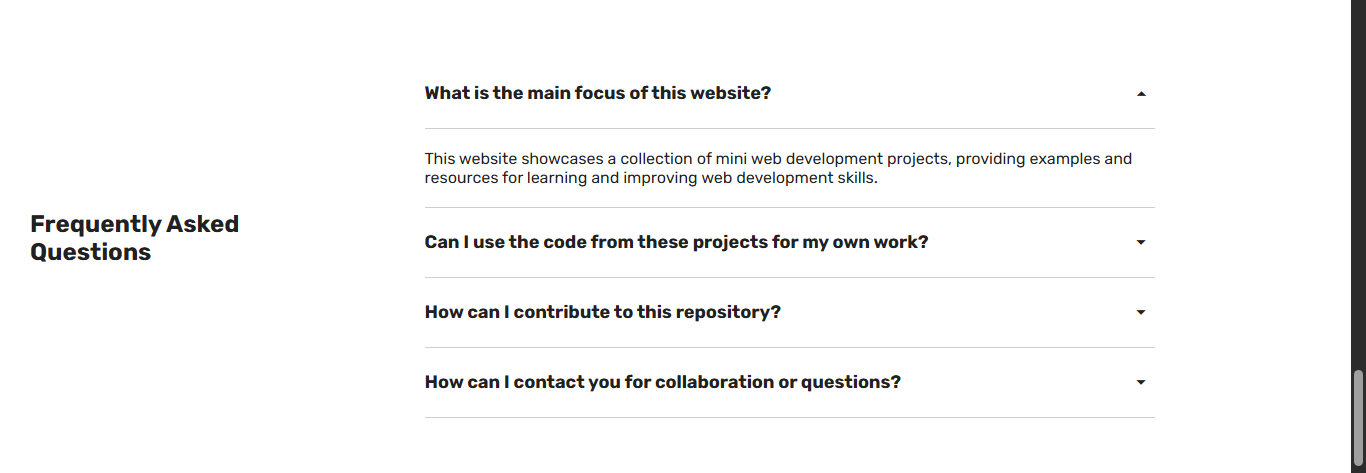 Frequently Asked
Questions
What is the main focus of this website?
This website showcases a collection of mini web development projects, providing examples and
resources for learning and improving web development skills.
Can I use the code from these projects for my own work?
How can I contribute to this repository?
How can I contact you for collaboration or questions?